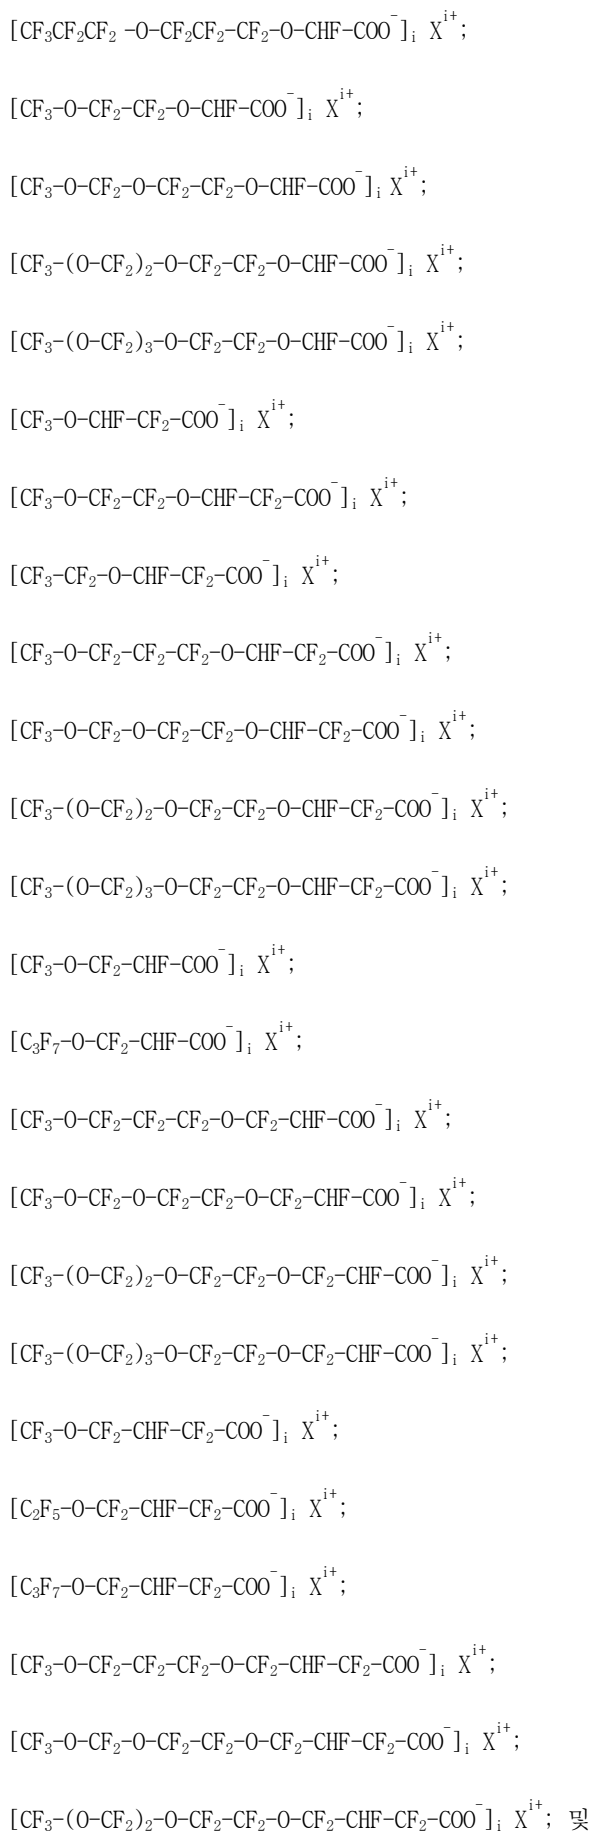 [CF₃CF₂CF₂ -O-CF₂CF₂-CF₂-O-CHF-COO⁻]ᵢ Xⁱ⁺;
[CF₃-O-CF₂-CF₂-O-CHF-COO⁻]ᵢ Xⁱ⁺;
[CF₃-O-CF₂-O-CF₂-CF₂-O-CHF-COO⁻]ᵢ Xⁱ⁺;
[CF₃-(O-CF₂)₂-O-CF₂-CF₂-O-CHF-COO⁻]ᵢ Xⁱ⁺;
[CF₃-(O-CF₂)₃-O-CF₂-CF₂-O-CHF-COO⁻]ᵢ Xⁱ⁺;
[CF₃-O-CHF-CF₂-COO⁻]ᵢ Xⁱ⁺;
[CF₃-O-CF₂-CF₂-O-CHF-CF₂-COO⁻]ᵢ Xⁱ⁺;
[CF₃-CF₂-O-CHF-CF₂-COO⁻]ᵢ Xⁱ⁺;
[CF₃-O-CF₂-CF₂-CF₂-O-CHF-CF₂-COO⁻]ᵢ Xⁱ⁺;
[CF₃-O-CF₂-O-CF₂-CF₂-O-CHF-CF₂-COO⁻]ᵢ Xⁱ⁺;
[CF₃-(O-CF₂)₂-O-CF₂-CF₂-O-CHF-CF₂-COO⁻]ᵢ Xⁱ⁺;
[CF₃-(O-CF₂)₃-O-CF₂-CF₂-O-CHF-CF₂-COO⁻]ᵢ Xⁱ⁺;
[CF₃-O-CF₂-CHF-COO⁻]ᵢ Xⁱ⁺;
[C₃F₇-O-CF₂-CHF-COO⁻]ᵢ Xⁱ⁺;
[CF₃-O-CF₂-CF₂-CF₂-O-CF₂-CHF-COO⁻]ᵢ Xⁱ⁺;
[CF₃-O-CF₂-O-CF₂-CF₂-O-CF₂-CHF-COO⁻]ᵢ Xⁱ⁺;
[CF₃-(O-CF₂)₂-O-CF₂-CF₂-O-CF₂-CHF-COO⁻]ᵢ Xⁱ⁺;
[CF₃-(O-CF₂)₃-O-CF₂-CF₂-O-CF₂-CHF-COO⁻]ᵢ Xⁱ⁺;
[CF₃-O-CF₂-CHF-CF₂-COO⁻]ᵢ Xⁱ⁺;
[C₂F₅-O-CF₂-CHF-CF₂-COO⁻]ᵢ Xⁱ⁺;
[C₃F₇-O-CF₂-CHF-CF₂-COO⁻]ᵢ Xⁱ⁺;
[CF₃-O-CF₂-CF₂-CF₂-O-CF₂-CHF-CF₂-COO⁻]ᵢ Xⁱ⁺;
[CF₃-O-CF₂-O-CF₂-CF₂-O-CF₂-CHF-CF₂-COO⁻]ᵢ Xⁱ⁺;
[CF₃-(O-CF₂)₂-O-CF₂-CF₂-O-CF₂-CHF-CF₂-COO⁻]ᵢ Xⁱ⁺; 및